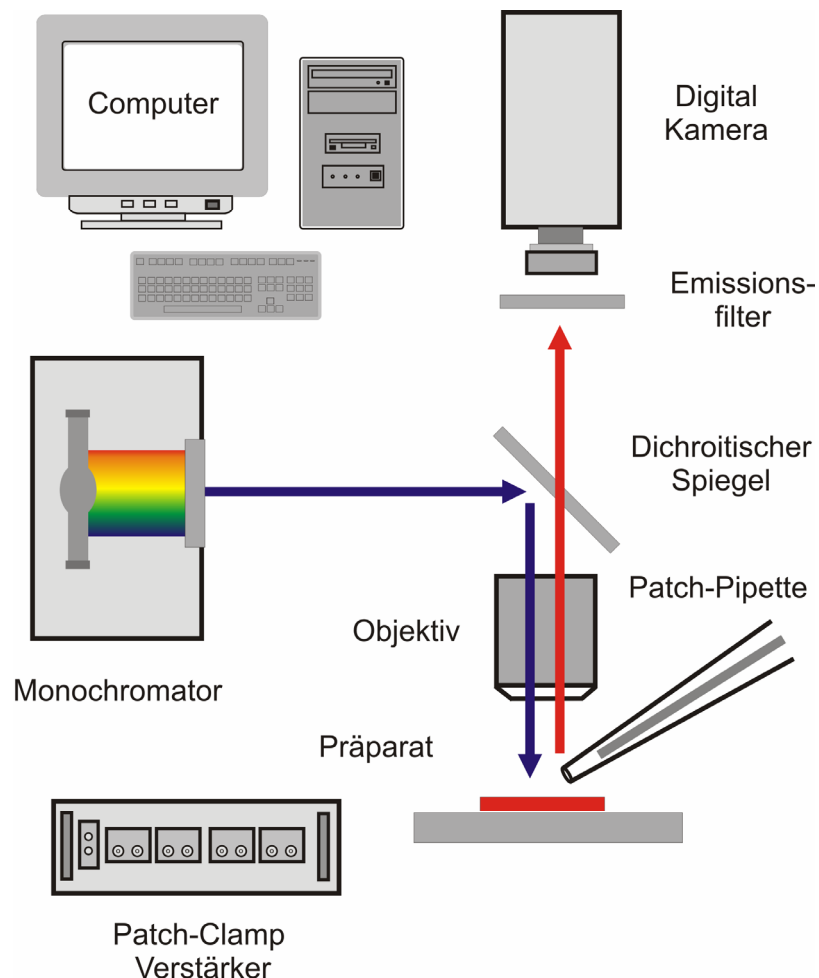 Computer
Digital
Kamera
Emissions-
filter
Dichroitischer
Spiegel
Patch-Pipette
Objektiv
Monochromator
Präparat
Patch-Clamp
Verstärker